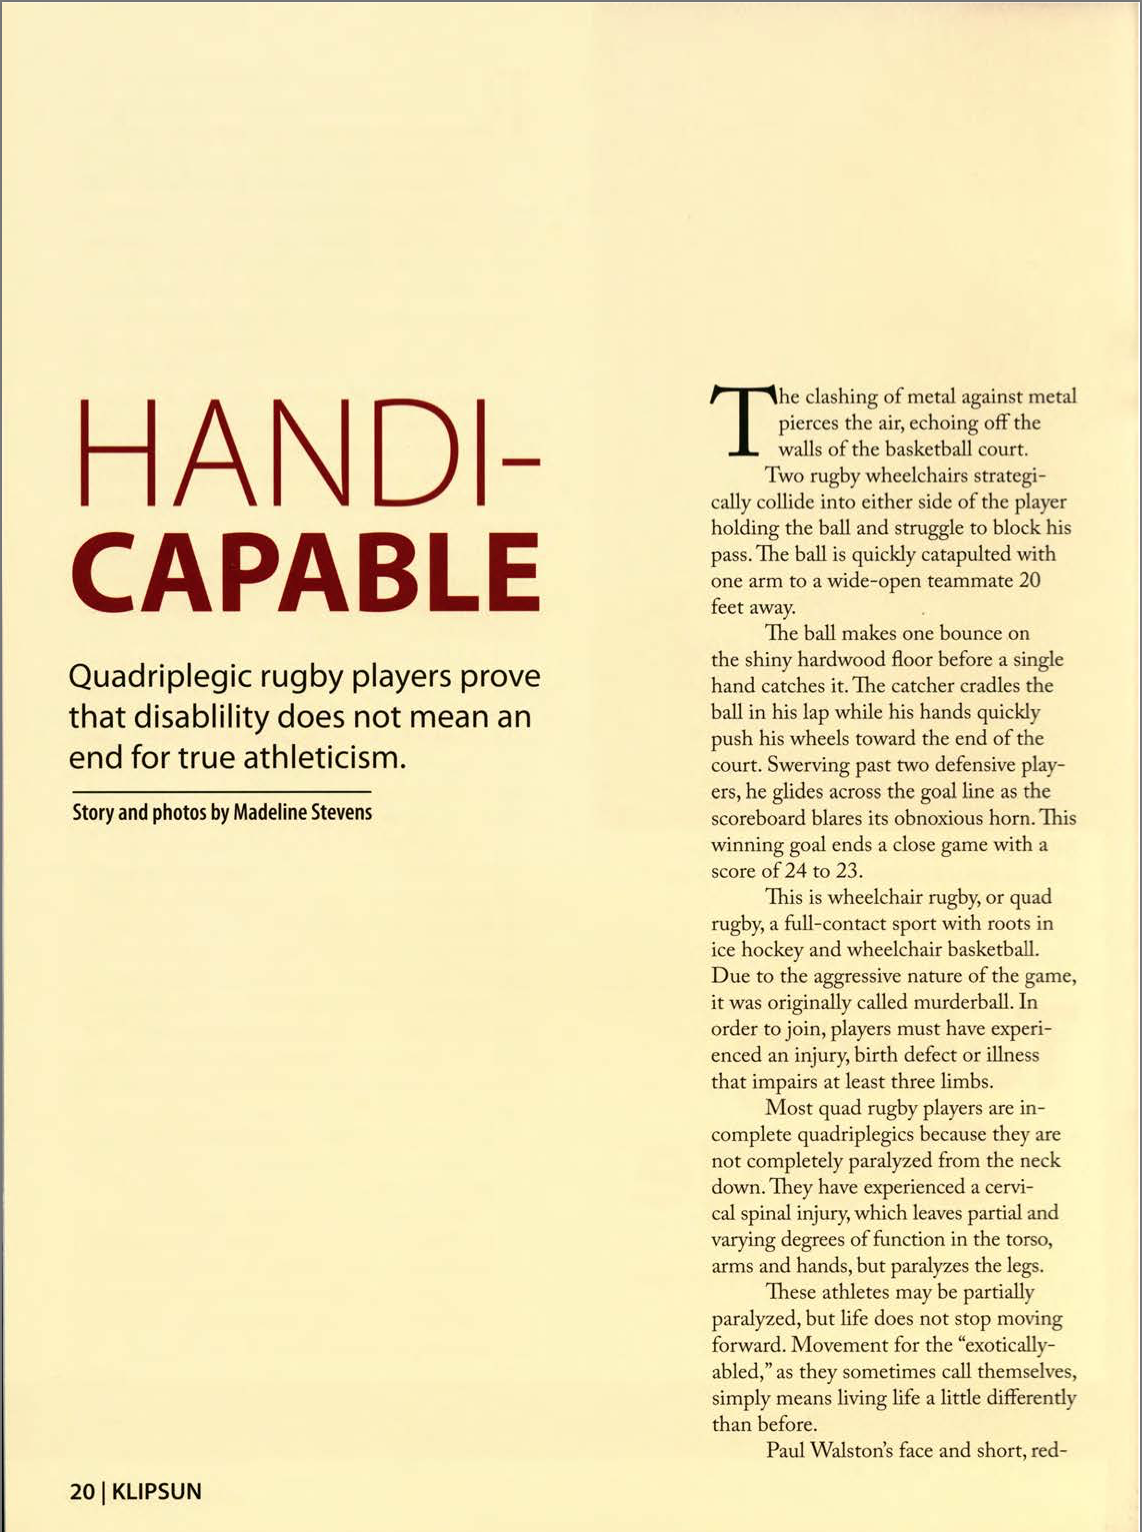 HANDI-
CAPABLE
Quadriplegic rugby players prove
that disablility does not mean an
end for true athleticism.
Story and photos by Madeline Stevens
The clashing of metal against metal
pierces the air, echoing off the
walls of the basketball court.
Two rugby wheelchairs strategi-
cally collide into either side of the player
holding the ball and struggle to block his
pass. The ball is quickly catapulted with
one arm to a wide-open teammate 20
feet away.
The ball makes one bounce on
the shiny hardwood floor before a single
hand catches it. The catcher cradles the
ball in his lap while his hands quickly
push his wheels toward the end of the
court. Swerving past two defensive play-
ers, he glides across the goal line as the
scoreboard blares its obnoxious horn. This
winning goal ends a close game with a
score of 24 to 23.
This is wheelchair rugby, or quad
rugby, a full-contact sport with roots in
ice hockey and wheelchair basketball.
Due to the aggressive nature of the game,
it was originally called murderball. In
order to join, players must have experi-
enced an injury, birth defect or illness
that impairs at least three limbs.
Most quad rugby players are in-
complete quadriplegics because they are
not completely paralyzed from the neck
down. They have experienced a cervi-
cal spinal injury, which leaves partial and
varying degrees of function in the torso,
arms and hands, but paralyzes the legs.
These athletes may be partially
paralyzed, but life does not stop moving
forward. Movement for the “exotically-
abled,” as they sometimes call themselves,
simply means living life a little differently
than before.
Paul Walston’s face and short, red-
20 | KLIPSUN